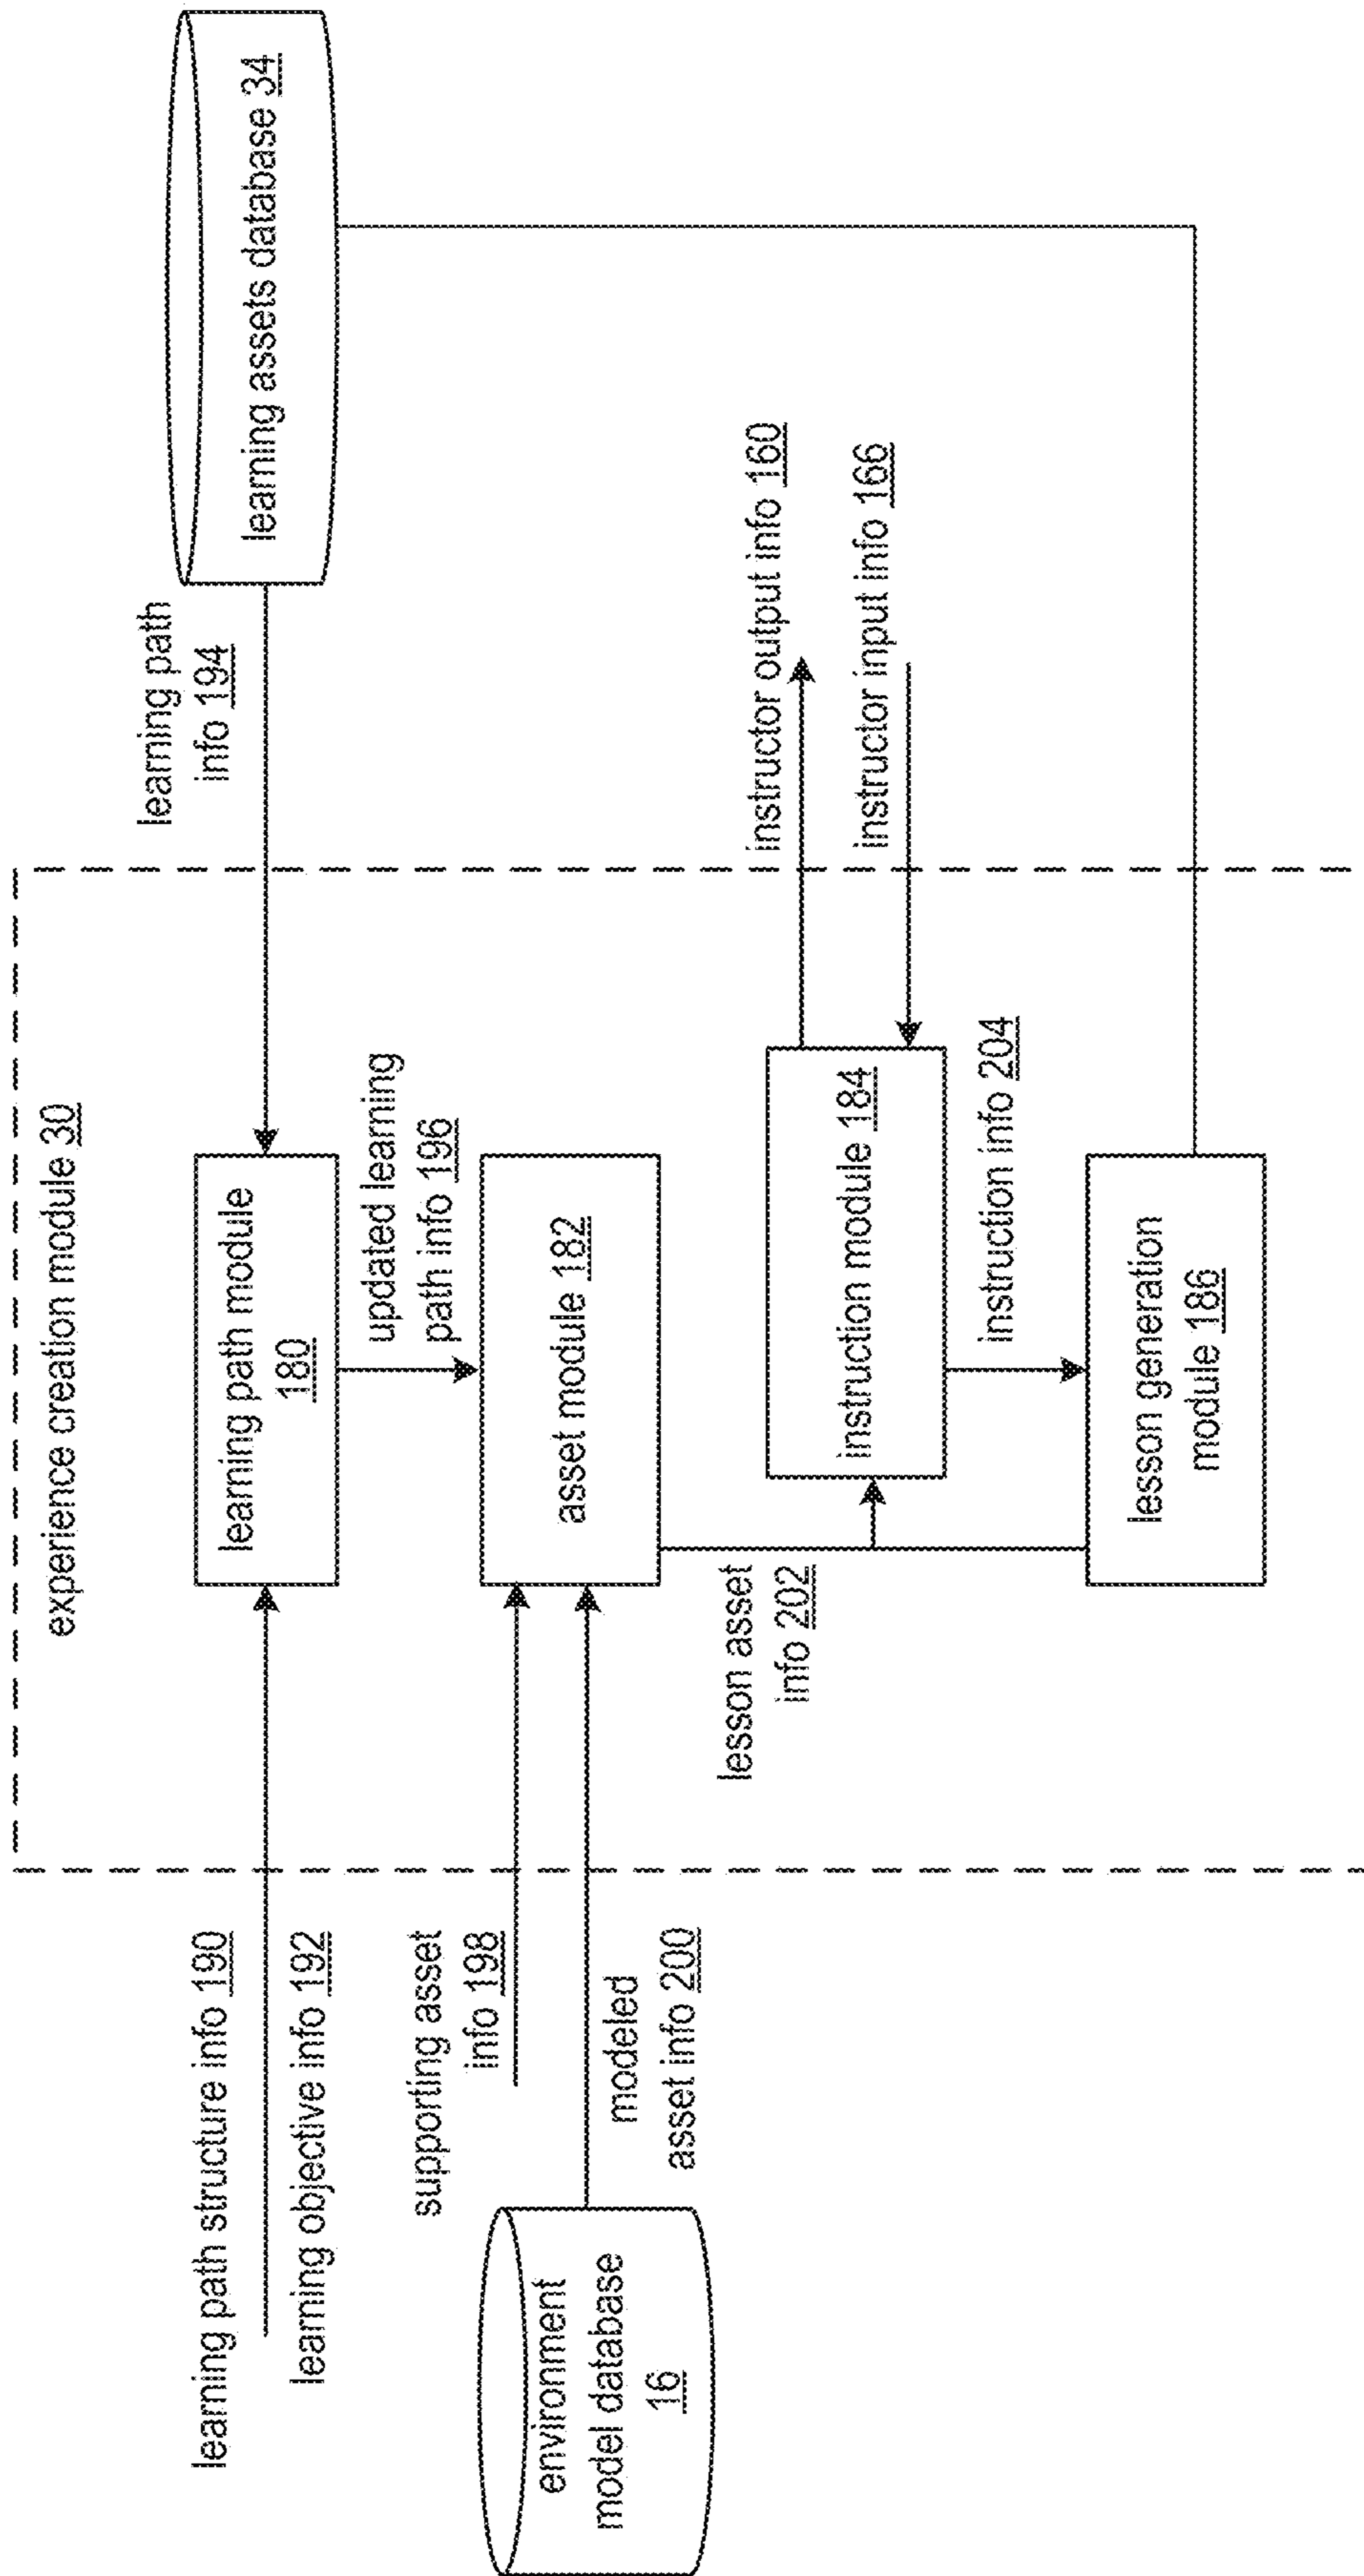 experience creation module 30
learning path structure info 190
learning objective info 192
learning path module
180
learning path
info 194
learning assets database 34
updated learning
path info 196
supporting asset
info 198
asset module 182
environment
model database
16
modeled
asset info 200
lesson asset
info 202
instruction module 184
instructor output info 160
instructor input info 166
instruction info 204
lesson generation
module 186